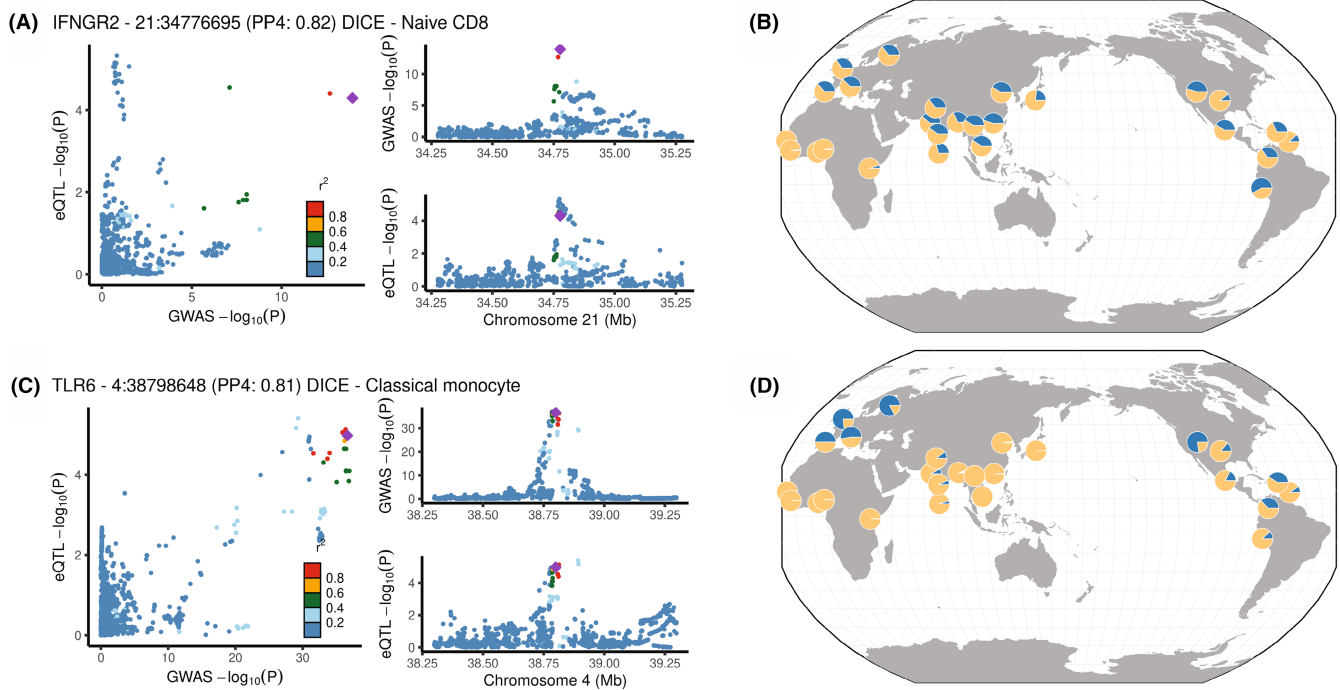 (A) IFNGR2 - 21:34776695 (PP4: 0.82) DICE - Naive CD8
eQTL −log10(P)
4
2
0
0 5 10
GWAS −log10(P)
r2
0.8
0.6
0.4
0.2
GWAS −log10(P)
10
5
0
34.25 34.50 34.75 35.00 35.25
eQTL −log10(P)
4
2
0
34.25 34.50 34.75 35.00 35.25
Chromosome 21 (Mb)
(B)
(C) TLR6 - 4:38798648 (PP4: 0.81) DICE - Classical monocyte
eQTL −log10(P)
4
2
0
0 10 20 30
GWAS −log10(P)
r2
0.8
0.6
0.4
0.2
GWAS −log10(P)
30
20
10
0
38.25 38.50 38.75 39.00 39.25
eQTL −log10(P)
4
2
0
38.25 38.50 38.75 39.00 39.25
Chromosome 4 (Mb)
(D)